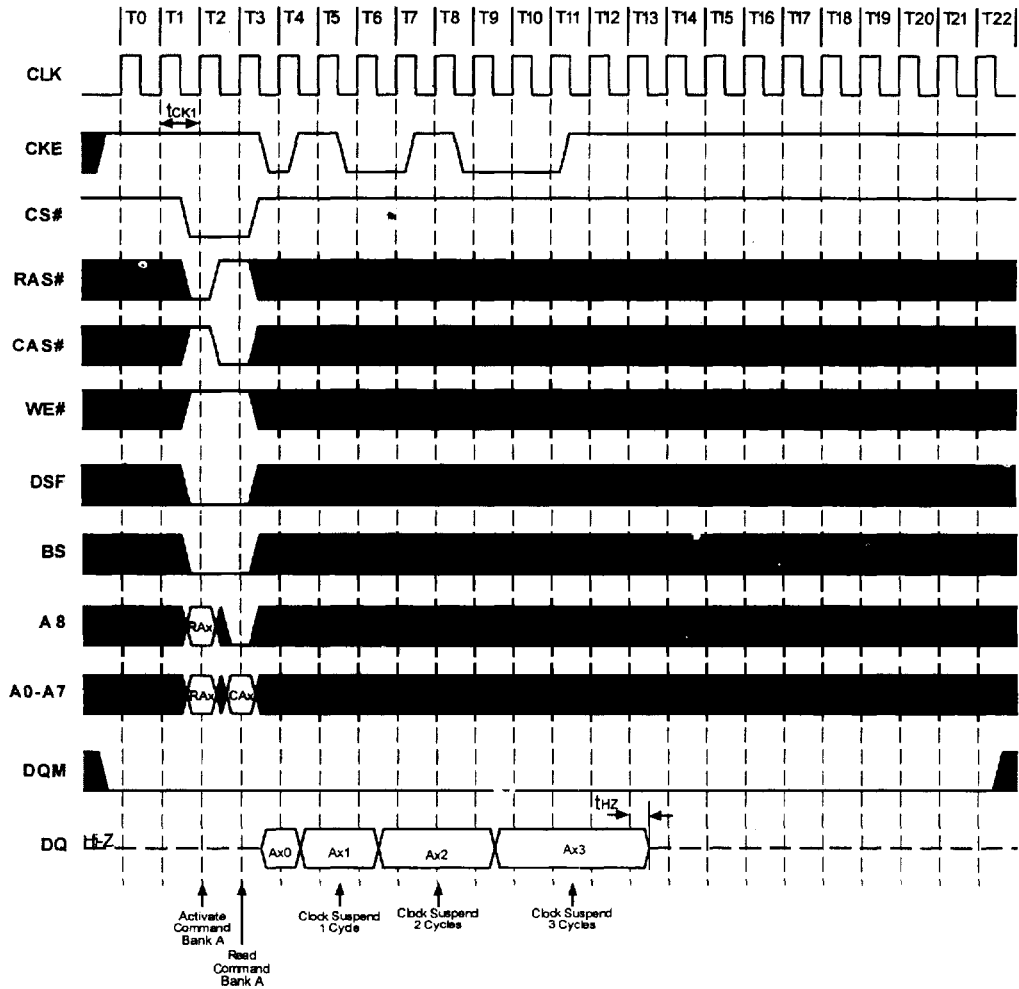 T0 T1 T2 T3 T4 T5 T6 T7 T8 T9 T10 T11 T12 T13 T14 T15 T16 T17 T18 T19 T20 T21 T22
CLK
tCK1
CKE
CS#
RAS#
CAS#
WE#
DSF
BS
A8
RAx
A0-A7
RAx CAx
DQM
tHZ
DQ
Hi-Z
Ax0 Ax1 Ax2 Ax3
Activate
Command
Bank A
Read
Command
Bank A
Clock Suspend
1 Cycle
Clock Suspend
2 Cycles
Clock Suspend
3 Cycles